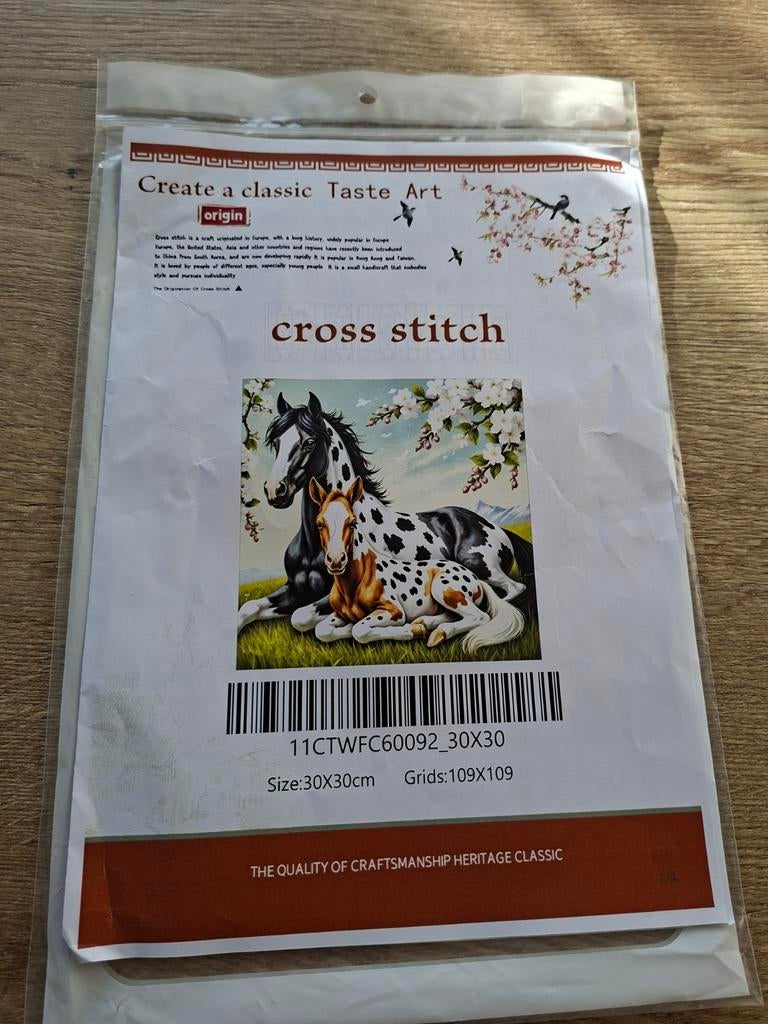 Create a classic Taste Art
origin
Cross stitch is a craft originated in Europe, with a long history, widely popular in Europe
Europe, the United States, Asia and other countries and regions have recently been introduced
to China from South Korea, and are now developing rapidly It is popular in Hong Kong and Taiwan.
It is loved by people of different ages, especially young people It is a small handicraft that embodies
style and pursues individuality
The Origination Of Cross Stitch ▲
cross stitch
11CTWFC60092_30X30
Size:30X30cm Grids:109X109
THE QUALITY OF CRAFTSMANSHIP HERITAGE CLASSIC